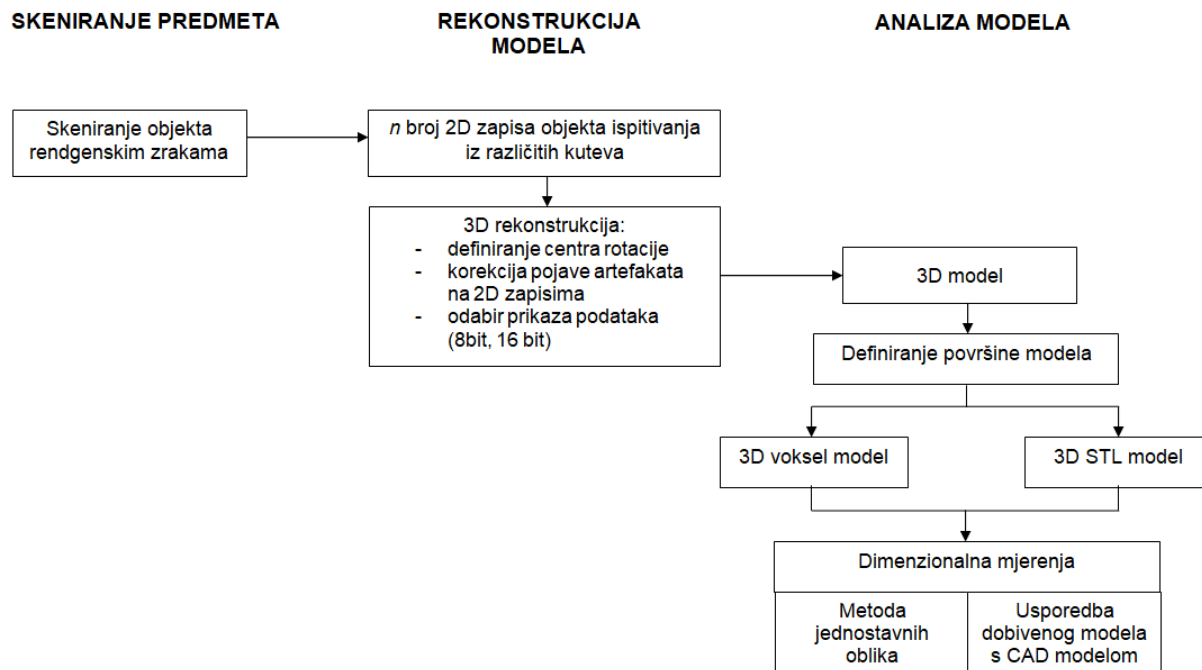 SKENIRANJE PREDMETA
REKONSTRUKCIJA
MODELA
ANALIZA MODELA
Skeniranje objekta
rendgenskim zrakama
n broj 2D zapisa objekta ispitivanja
iz različitih kuteva
3D rekonstrukcija:
- definiranje centra rotacije
- korekcija pojave artefakata
na 2D zapisima
- odabir prikaza podataka
(8bit, 16 bit)
3D model
Definiranje površine modela
3D voksel model
3D STL model
Dimenzionalna mjerenja
Metoda
jednostavnih
oblika
Usporedba
dobivenog modela
s CAD modelom